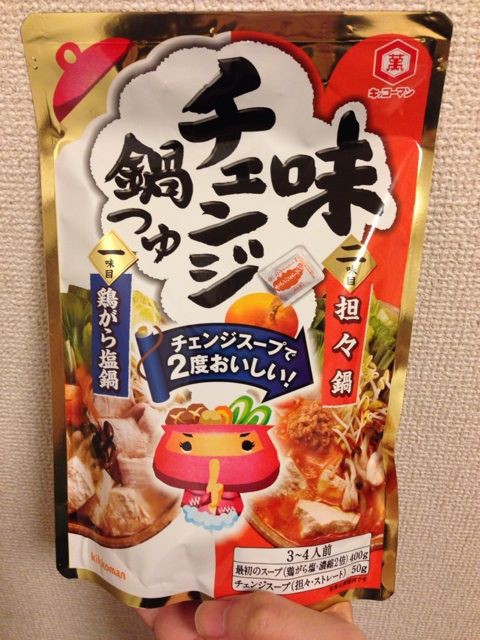 萬
キッコーマン
味
チェンジ
鍋つゆ
一味目
鶏がら塩鍋
二味目
担々鍋
チェンジスープで
2度おいしい!
3~4人前
最初のスープ(鶏がら塩・濃縮2倍)400g
チェンジスープ(担々・ストレート) 50g
kikkoman